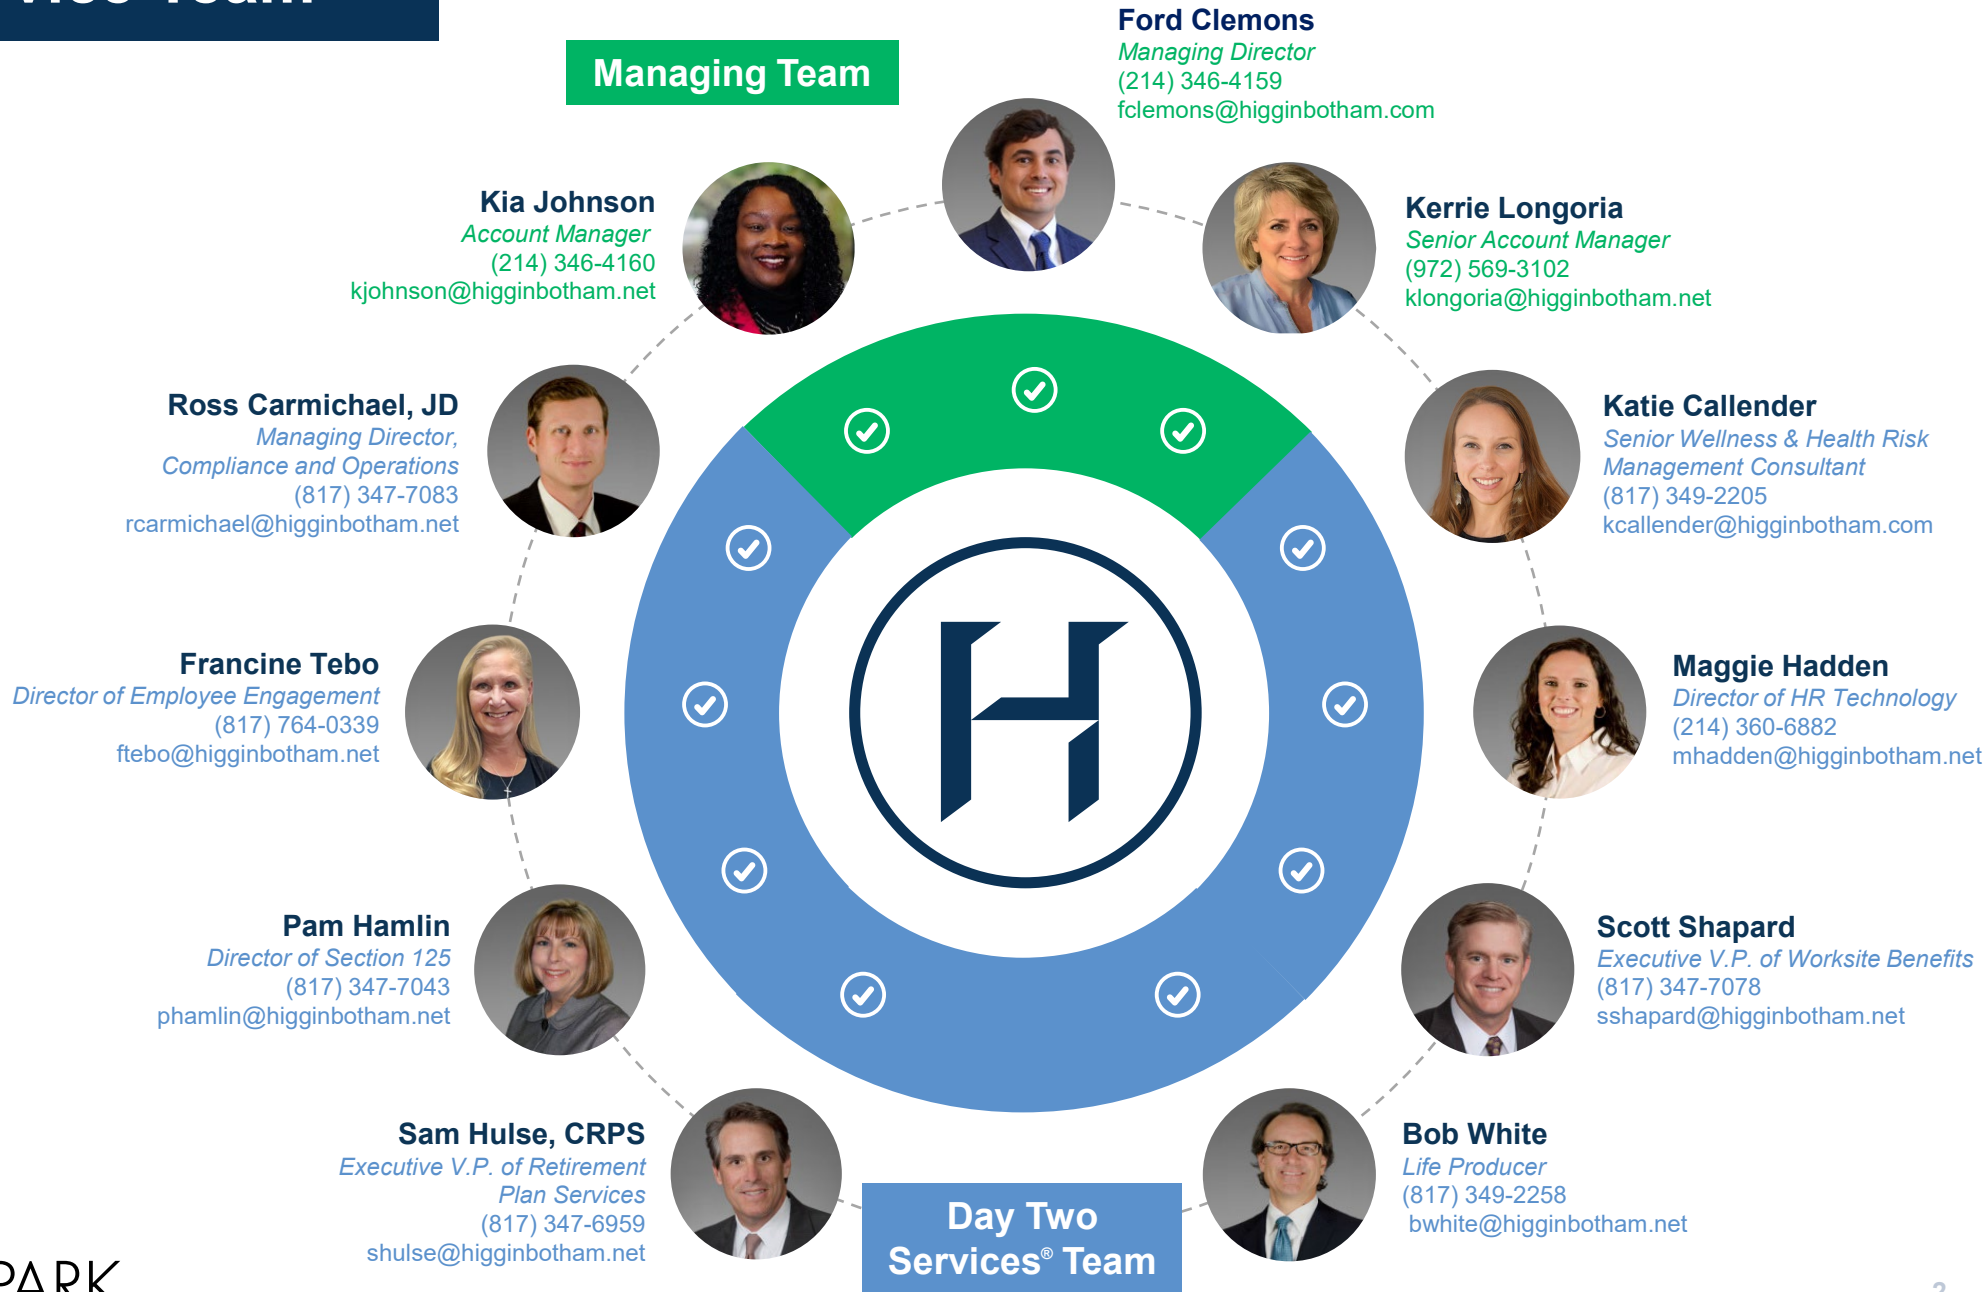 Team
Managing Team
Ford Clemons
Managing Director
(214) 346-4159
fclemons@higginbotham.com
Kia Johnson
Account Manager
(214) 346-4160
kjohnson@higginbotham.net
Kerrie Longoria
Senior Account Manager
(972) 569-3102
klongoria@higginbotham.net
Ross Carmichael, JD
Managing Director,
Compliance and Operations
(817) 347-7083
rcarmichael@higginbotham.net
Katie Callender
Senior Wellness & Health Risk
Management Consultant
(817) 349-2205
kcallender@higginbotham.com
Francine Tebo
Director of Employee Engagement
(817) 764-0339
ftebo@higginbotham.net
Maggie Hadden
Director of HR Technology
(214) 360-6882
mhadden@higginbotham.net
Pam Hamlin
Director of Section 125
(817) 347-7043
phamlin@higginbotham.net
Scott Shapard
Executive V.P. of Worksite Benefits
(817) 347-7078
sshapard@higginbotham.net
Sam Hulse, CRPS
Executive V.P. of Retirement
Plan Services
(817) 347-6959
shulse@higginbotham.net
Bob White
Life Producer
(817) 349-2258
bwhite@higginbotham.net
Day Two
Services® Team
PARK
2